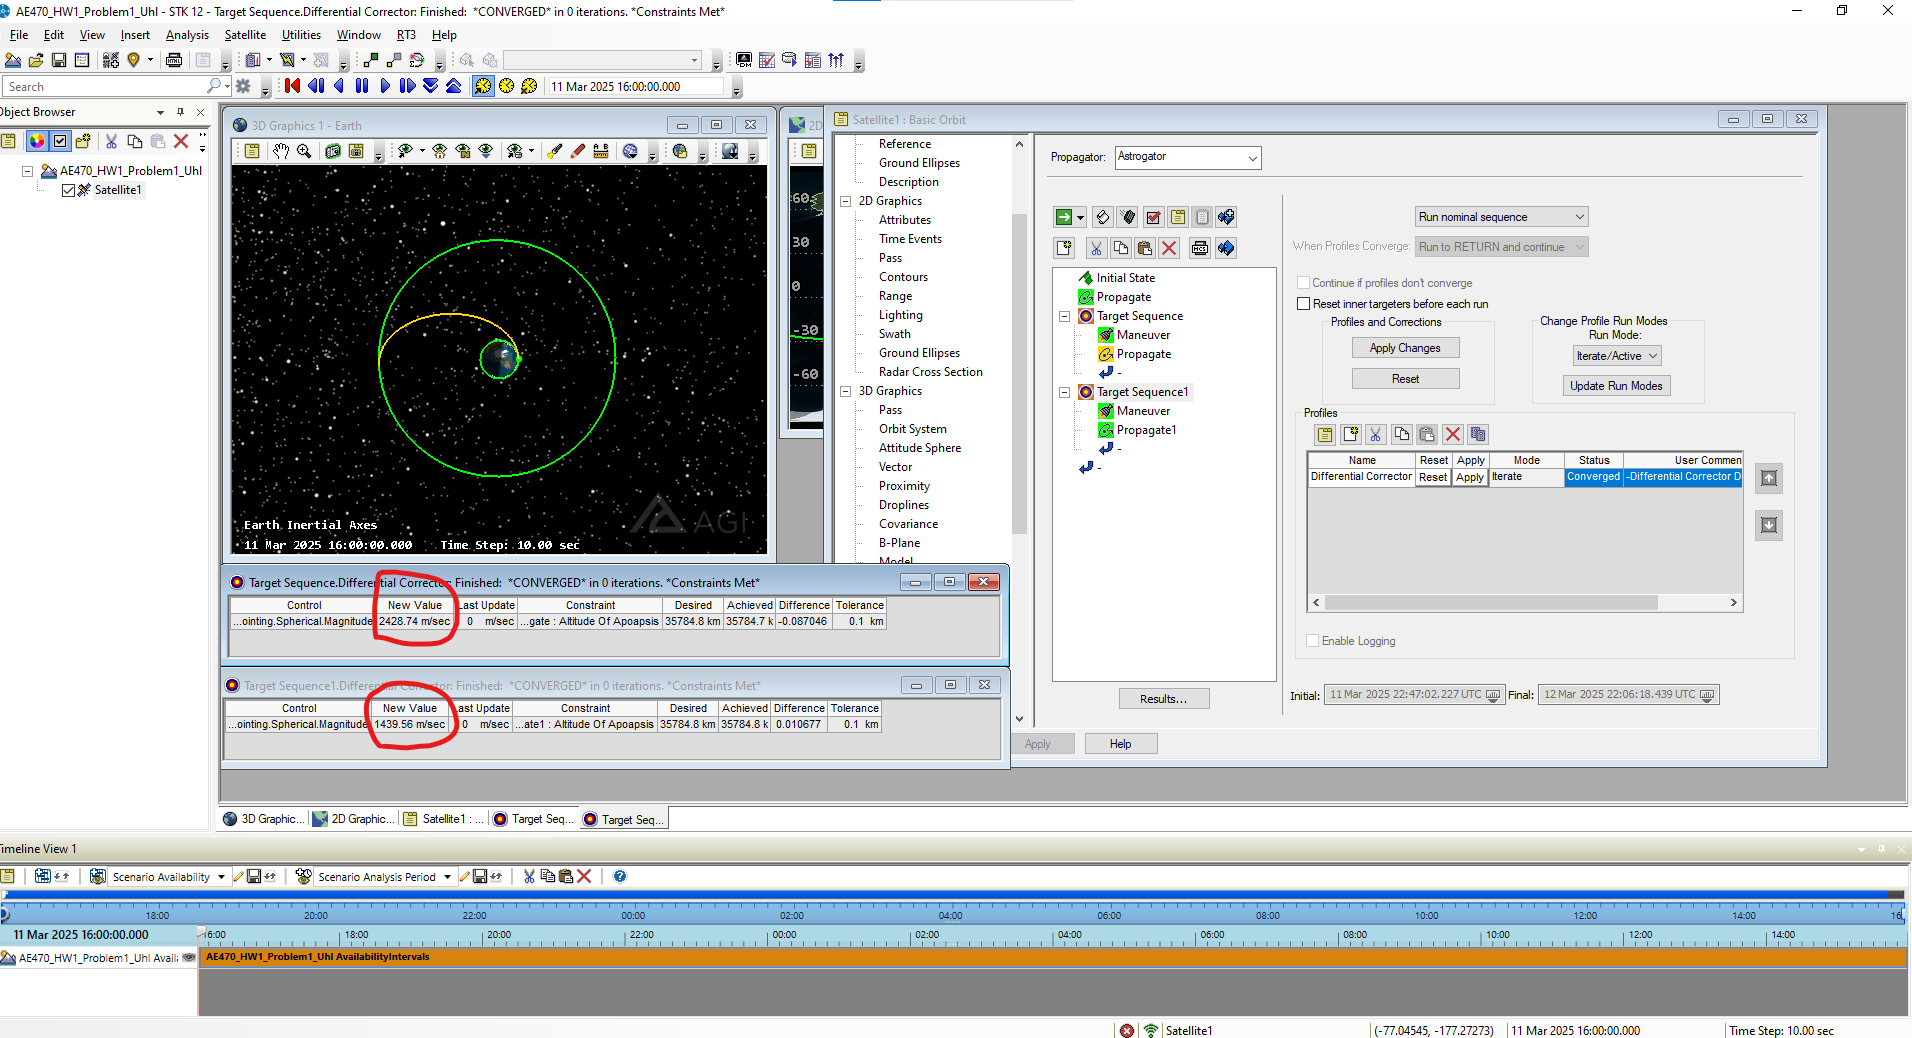 AE470_HW1_Problem1_Uhl - STK 12 - Target Sequence.Differential Corrector: Finished:  *CONVERGED* in 0 iterations. *Constraints Met*
File Edit View Insert Analysis Satellite Utilities Window RT3 Help
Search
11 Mar 2025 16:00:00.000
Object Browser
AE470_HW1_Problem1_Uhl
Satellite1
3D Graphics 1 - Earth
Earth Inertial Axes
11 Mar 2025 16:00:00.000 Time Step: 10.00 sec
AGI
2D
60
30
0
-30
-60
Satellite1 : Basic Orbit
Reference
Ground Ellipses
Description
2D Graphics
Attributes
Time Events
Pass
Contours
Range
Lighting
Swath
Ground Ellipses
Radar Cross Section
3D Graphics
Pass
Orbit System
Attitude Sphere
Vector
Proximity
Droplines
Covariance
B-Plane
Model
Propagator: Astrogator
Initial State
Propagate
Target Sequence
Maneuver
Propagate
-
Target Sequence1
Maneuver
Propagate1
-
-
Results...
Run nominal sequence
When Profiles Converge: Run to RETURN and continue
Continue if profiles don't converge
Reset inner targeters before each run
Profiles and Corrections
Apply Changes
Reset
Change Profile Run Modes
Run Mode:
Iterate/Active
Update Run Modes
Profiles
Name Reset Apply Mode Status User Commen
Differential Corrector Reset Apply Iterate Converged -Differential Corrector D
Enable Logging
Initial: 11 Mar 2025 22:47:02.227 UTC Final: 12 Mar 2025 22:06:18.439 UTC
Apply Help
Target Sequence.Differential Corrector: Finished:  *CONVERGED* in 0 iterations. *Constraints Met*
Control New Value Last Update Constraint Desired Achieved Difference Tolerance
...ointing.Spherical.Magnitude 2428.74 m/sec 0 m/sec ...gate : Altitude Of Apoapsis 35784.8 km 35784.7 k -0.087046 0.1 km
Target Sequence1.Differential Corrector: Finished:  *CONVERGED* in 0 iterations. *Constraints Met*
Control New Value Last Update Constraint Desired Achieved Difference Tolerance
...ointing.Spherical.Magnitude 1439.56 m/sec 0 m/sec ...ate1 : Altitude Of Apoapsis 35784.8 km 35784.8 k 0.010677 0.1 km
3D Graphic... 2D Graphic... Satellite1 : ... Target Seq... Target Seq...
Timeline View 1
Scenario Availability Scenario Analysis Period
18:00 20:00 22:00 00:00 02:00 04:00 06:00 08:00 10:00 12:00 14:00 16
11 Mar 2025 16:00:00.000 16:00 18:00 20:00 22:00 00:00 02:00 04:00 06:00 08:00 10:00 12:00 14:00
AE470_HW1_Problem1_Uhl Availa AE470_HW1_Problem1_Uhl AvailabilityIntervals
Satellite1 (-77.04545, -177.27273) 11 Mar 2025 16:00:00.000 Time Step: 10.00 sec